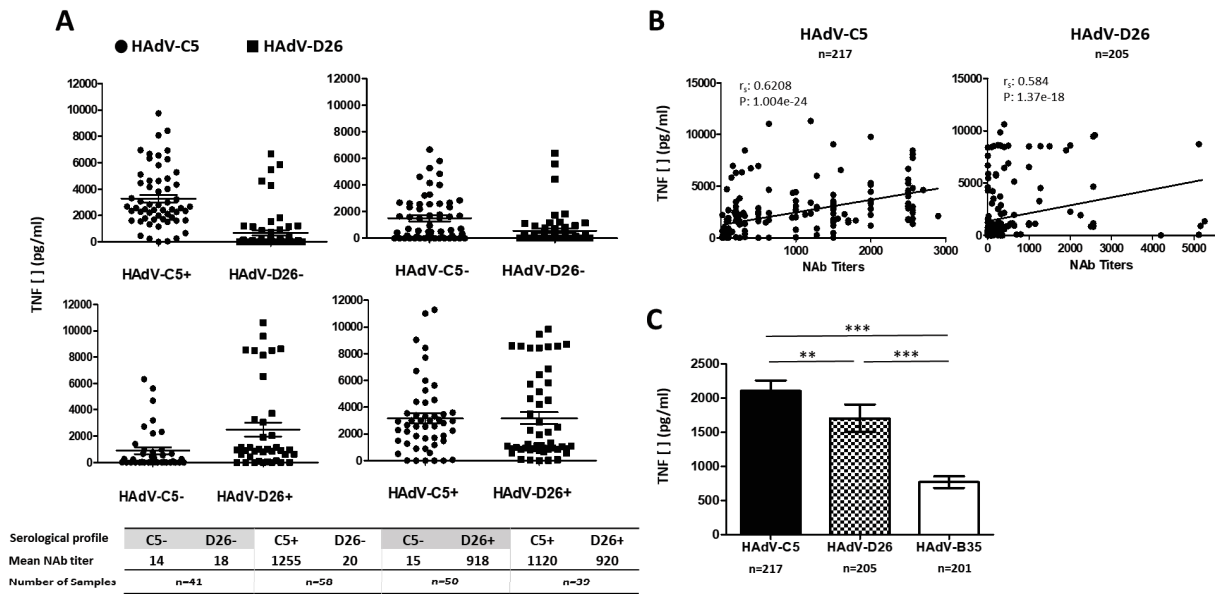 A
HAdV-C5 HAdV-D26
TNF [ ] (pg/ml)
12000
10000
8000
6000
4000
2000
0
HAdV-C5+ HAdV-D26-
12000
10000
8000
6000
4000
2000
0
HAdV-C5- HAdV-D26-
12000
10000
8000
6000
4000
2000
0
HAdV-C5- HAdV-D26+
12000
10000
8000
6000
4000
2000
0
HAdV-C5+ HAdV-D26+
Serological profile C5- D26- C5+ D26- C5- D26+ C5+ D26+
Mean NAb titer 14 18 1255 20 15 918 1120 920
Number of Samples n=41 n=58 n=50 n=39
B
HAdV-C5
n=217
rs: 0.6208
P: 1.004e-24
TNF [ ] (pg/ml)
15000
10000
5000
0
1000 2000 3000
NAb Titers
HAdV-D26
n=205
rs: 0.584
P: 1.37e-18
15000
10000
5000
0
0 1000 2000 3000 4000 5000
NAb Titers
C
***
** ***
TNF [ ] (pg/ml)
2500
2000
1500
1000
500
0
HAdV-C5 HAdV-D26 HAdV-B35
n=217 n=205 n=201